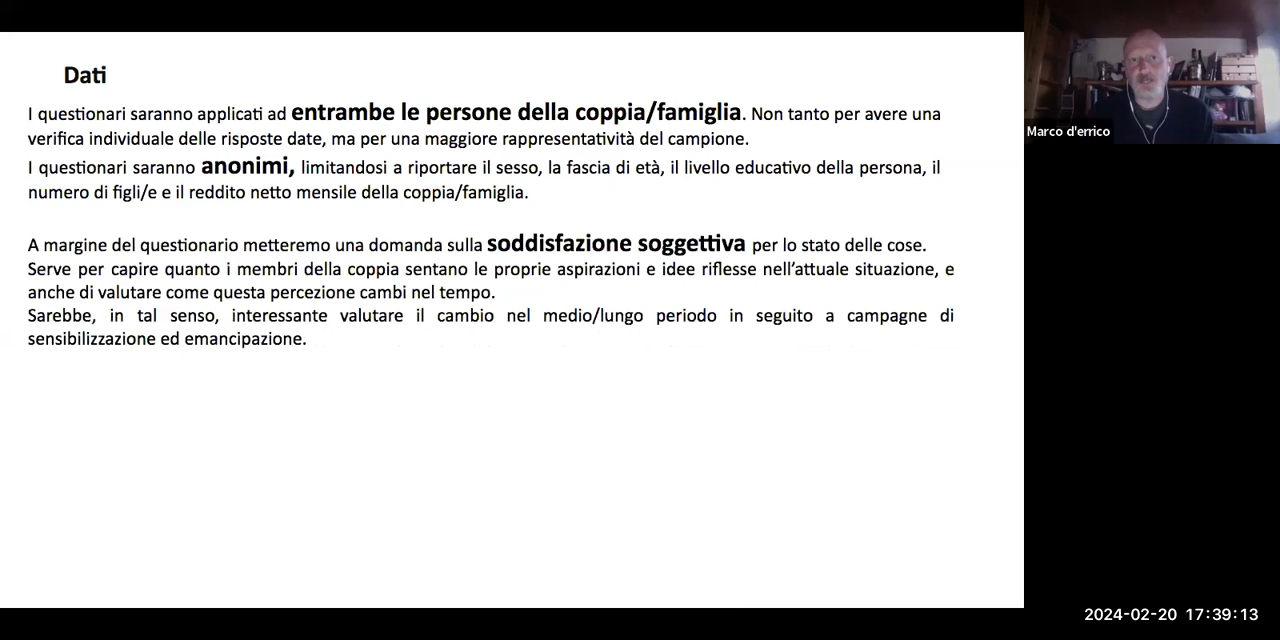 Dati
I questionari saranno applicati ad entrambe le persone della coppia/famiglia. Non tanto per avere una
verifica individuale delle risposte date, ma per una maggiore rappresentatività del campione.
I questionari saranno anonimi, limitandosi a riportare il sesso, la fascia di età, il livello educativo della persona, il
numero di figli/e e il reddito netto mensile della coppia/famiglia.
A margine del questionario metteremo una domanda sulla soddisfazione soggettiva per lo stato delle cose.
Serve per capire quanto i membri della coppia sentano le proprie aspirazioni e idee riflesse nell’attuale situazione, e
anche di valutare come questa percezione cambi nel tempo.
Sarebbe, in tal senso, interessante valutare il cambio nel medio/lungo periodo in seguito a campagne di
sensibilizzazione ed emancipazione.
Marco d'errico
2024-02-20 17:39:13